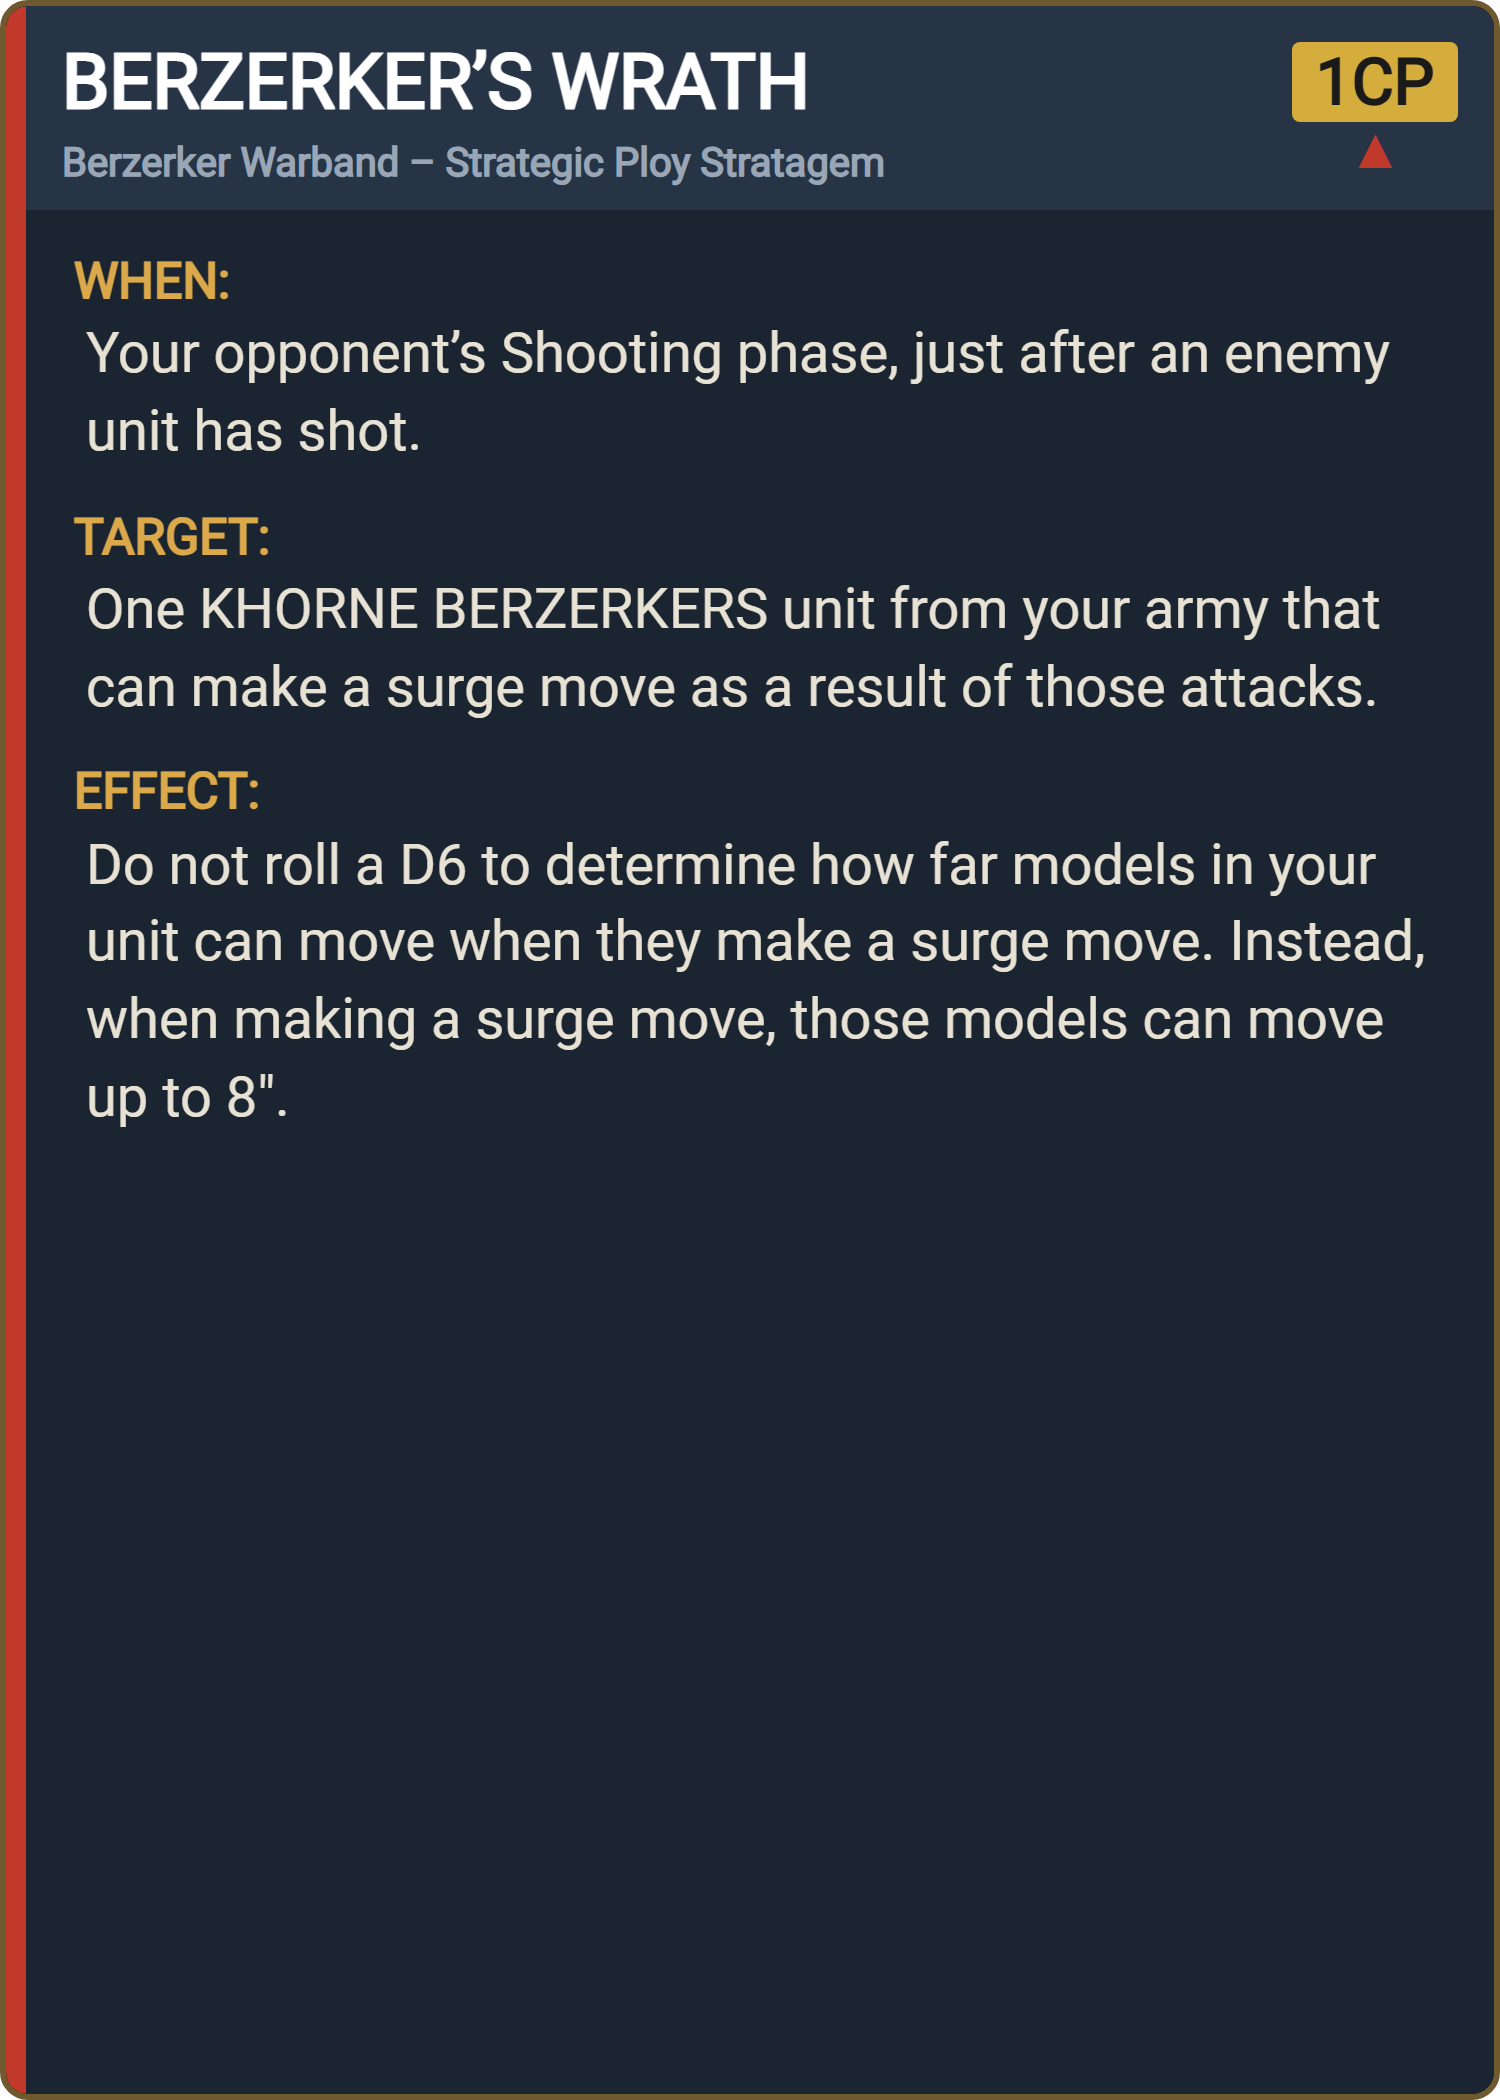 BERZERKER’S WRATH
1CP
Berzerker Warband – Strategic Ploy Stratagem
WHEN:
Your opponent’s Shooting phase, just after an enemy
unit has shot.
TARGET:
One KHORNE BERZERKERS unit from your army that
can make a surge move as a result of those attacks.
EFFECT:
Do not roll a D6 to determine how far models in your
unit can move when they make a surge move. Instead,
when making a surge move, those models can move
up to 8".